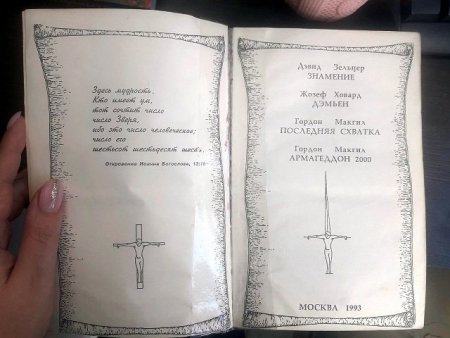 Здесь мудрость.
Кто имеет ум,
тот сочтит число
число Зверя,
ибо это число человеческое;
число его
шестьсот шестьдесят шесть.
Откровение Иоанна Богослова, 13:18
Дэвид Зельцер
ЗНАМЕНИЕ
Жозеф Ховард
ДЭМЬЕН
Гордон Макгил
ПОСЛЕДНЯЯ СХВАТКА
Гордон Макгил
АРМАГЕДДОН 2000
МОСКВА 1993